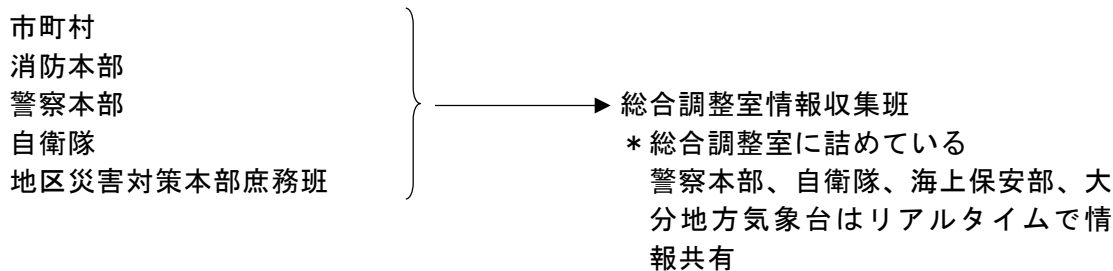 市町村
消防本部
警察本部
自衛隊
地区災害対策本部庶務班
総合調整室情報収集班
＊総合調整室に詰めている
警察本部、自衛隊、海上保安部、大
分地方気象台はリアルタイムで情
報共有